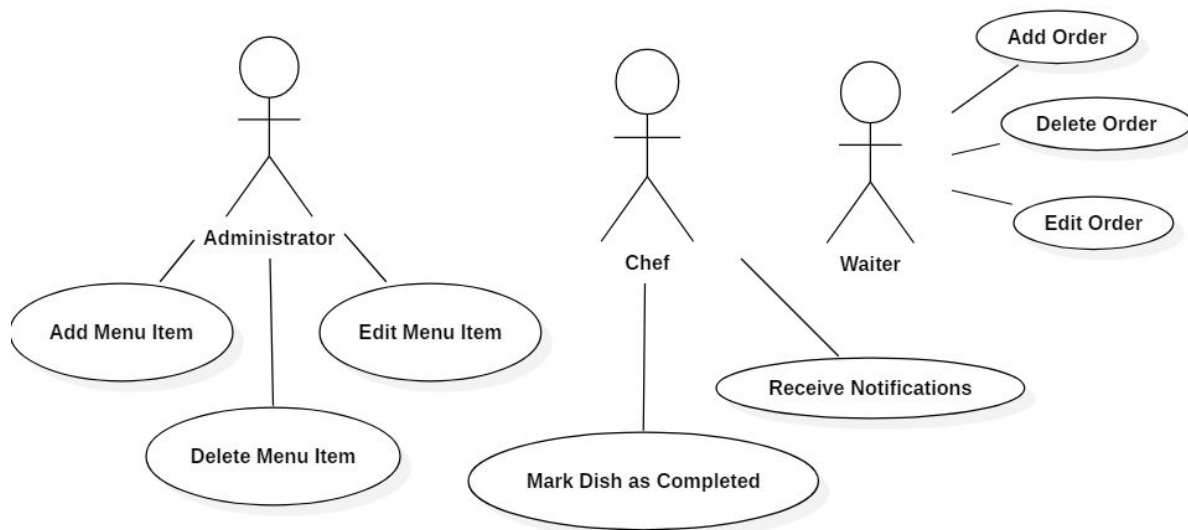 Add Order
Delete Order
Edit Order
Administrator
Chef
Waiter
Add Menu Item
Edit Menu Item
Receive Notifications
Delete Menu Item
Mark Dish as Completed